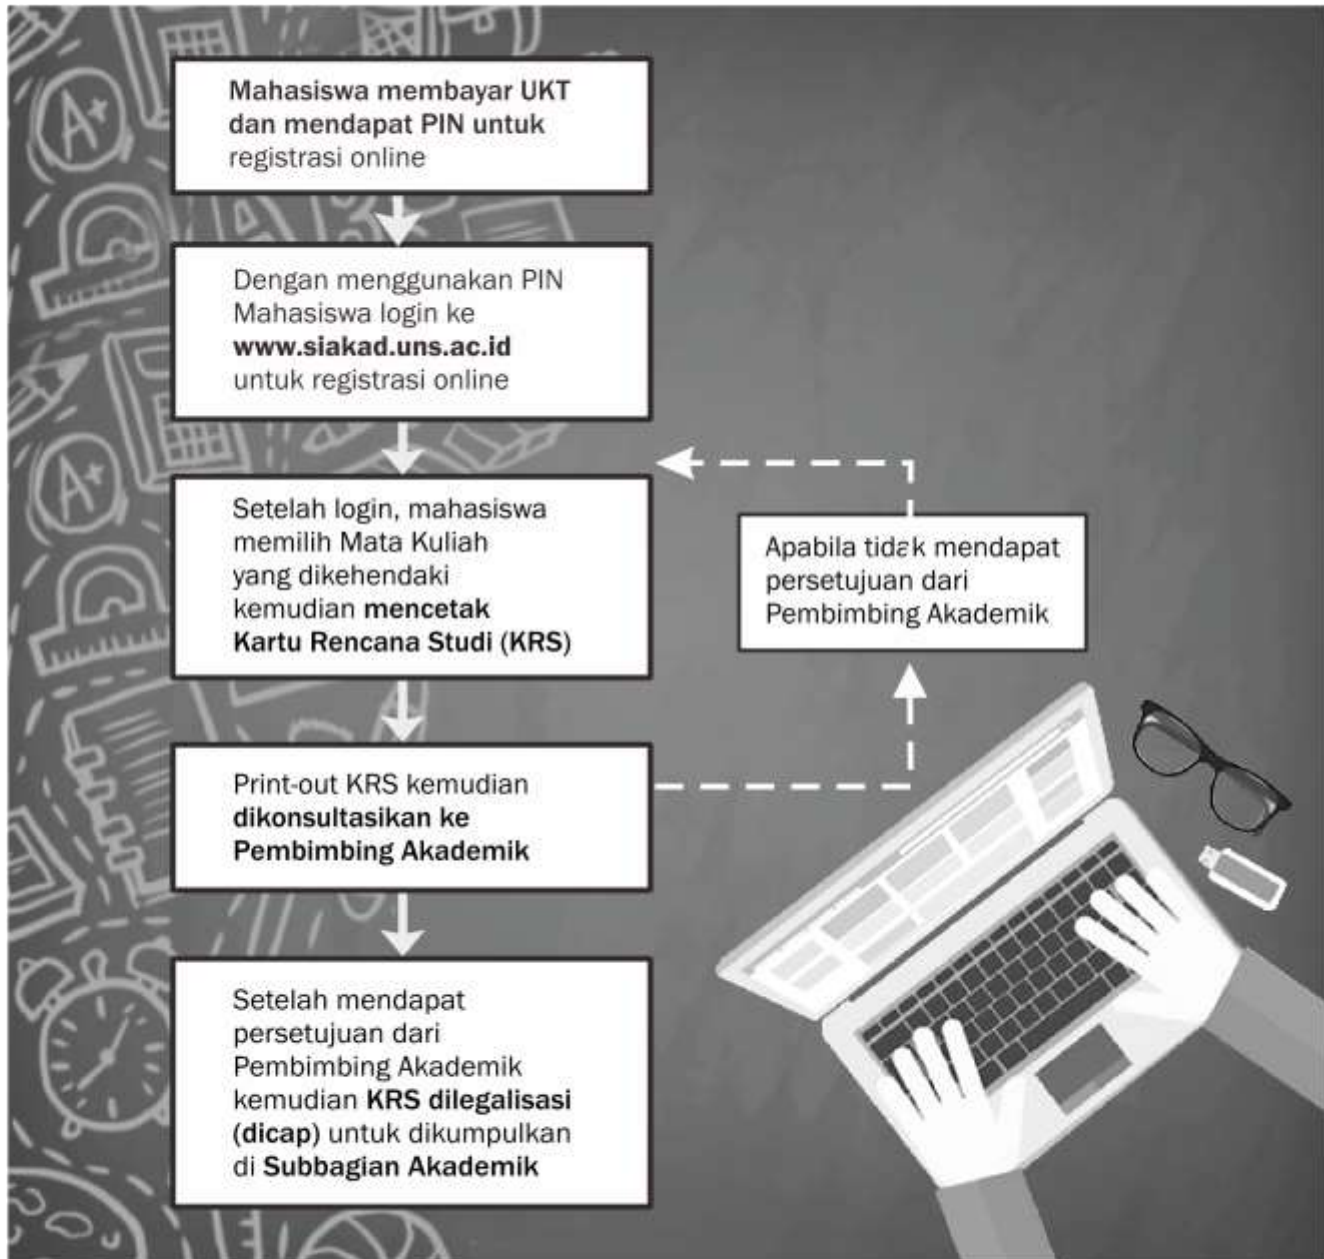 Mahasiswa membayar UKT
dan mendapat PIN untuk
registrasi online
Dengan menggunakan PIN
Mahasiswa login ke
www.siakad.uns.ac.id
untuk registrasi online
Setelah login, mahasiswa
memilih Mata Kuliah
yang dikehendaki
kemudian mencetak
Kartu Rencana Studi (KRS)
Apabila tidak mendapat
persetujuan dari
Pembimbing Akademik
Print-out KRS kemudian
dikonsultasikan ke
Pembimbing Akademik
Setelah mendapat
persetujuan dari
Pembimbing Akademik
kemudian KRS dilegalisasi
(dicap) untuk dikumpulkan
di Subbagian Akademik
A+
A+